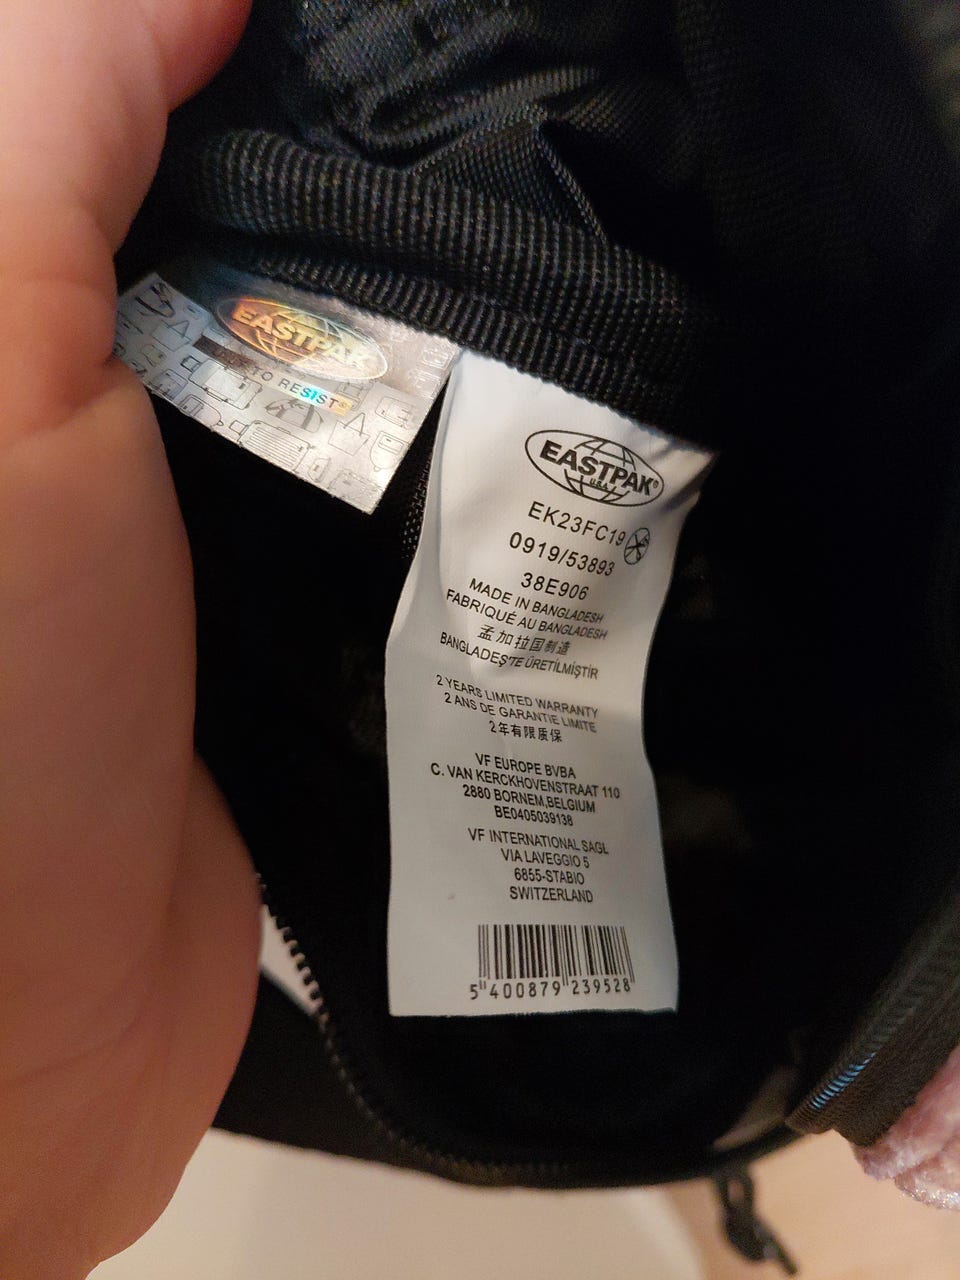 EASTPAK
BUILT TO RESIST®
EASTPAK®
U.S.A.
EK23FC19
0919/53893
38E906
MADE IN BANGLADESH
FABRIQUÉ AU BANGLADESH
孟加拉国制造
BANGLADEŞ'TE ÜRETİLMİŞTİR
2 YEARS LIMITED WARRANTY
2 ANS DE GARANTIE LIMITE
2年有限质保
VF EUROPE BVBA
C. VAN KERCKHOVENSTRAAT 110
2880 BORNEM,BELGIUM
BE0405039138
VF INTERNATIONAL SAGL
VIA LAVEGGIO 5
6855-STABIO
SWITZERLAND
5 400879 239528